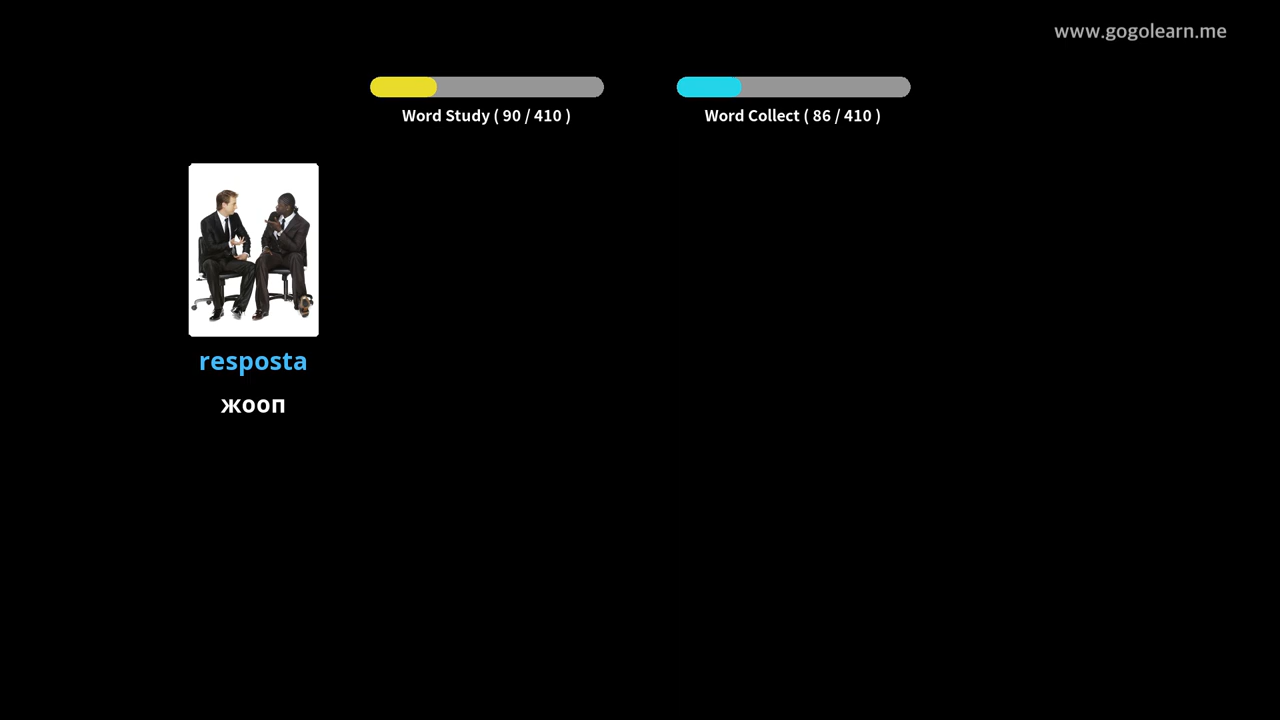 www.gogolearn.me
Word Study ( 90 / 410 )
Word Collect ( 86 / 410 )
resposta
жооп